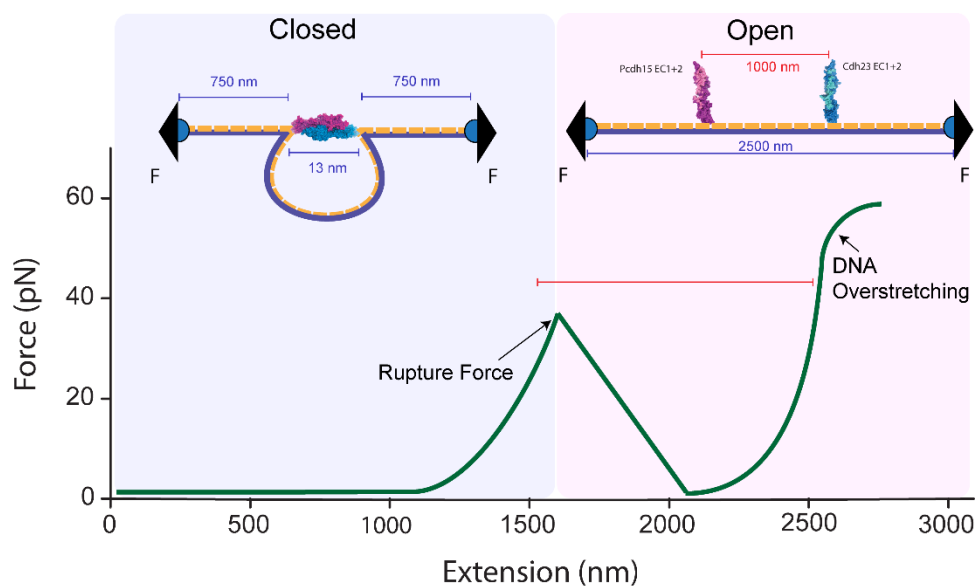 Closed
Open
750 nm
750 nm
13 nm
F
F
Pcdh15 EC1+2
1000 nm
Cdh23 EC1+2
2500 nm
F
F
Force (pN)
60
40
20
0
Rupture Force
DNA
Overstretching
0
500
1000
1500
2000
2500
3000
Extension (nm)